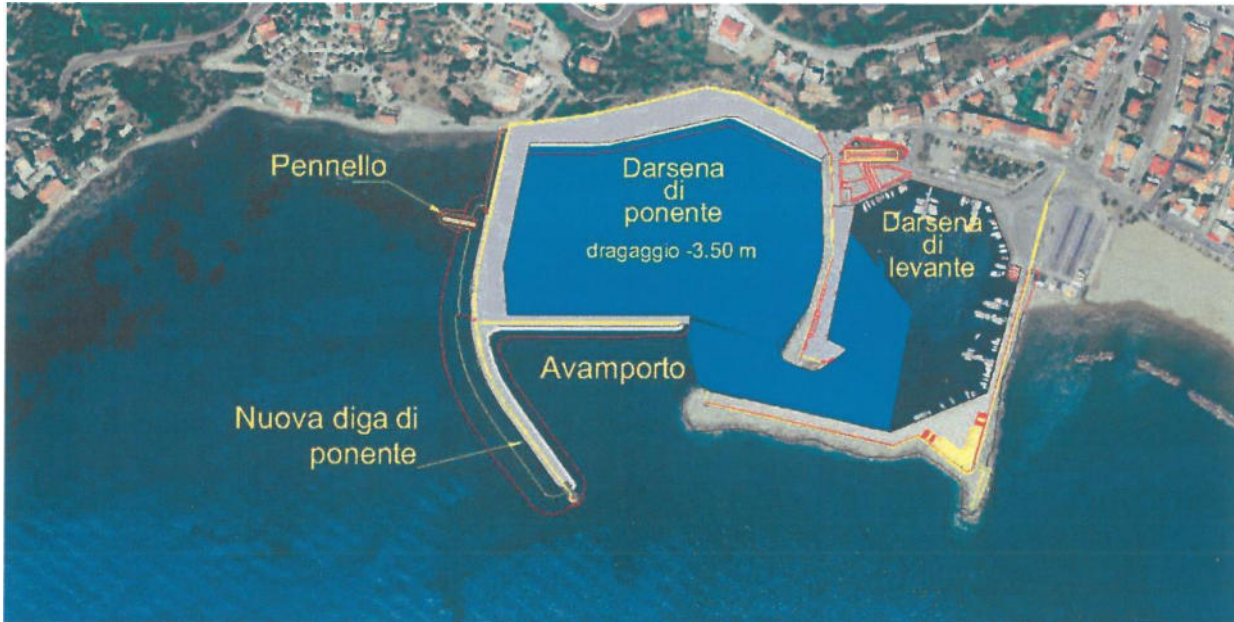 Pennello
Darsena
di
ponente
dragaggio -3.50 m
Darsena
di
levante
Avamporto
Nuova diga di
ponente